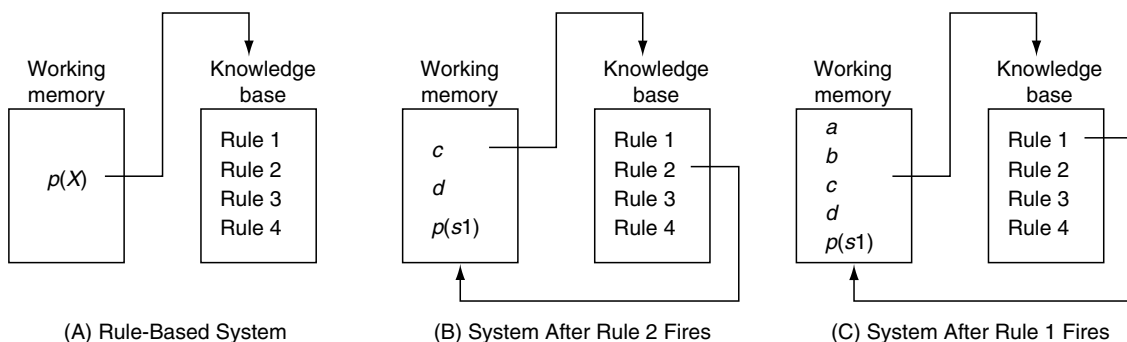 Working
memory
Knowledge
base
p(X)
Rule 1
Rule 2
Rule 3
Rule 4
(A) Rule-Based System
Working
memory
Knowledge
base
c
d
p(s1)
Rule 1
Rule 2
Rule 3
Rule 4
(B) System After Rule 2 Fires
Working
memory
Knowledge
base
a
b
c
d
p(s1)
Rule 1
Rule 2
Rule 3
Rule 4
(C) System After Rule 1 Fires